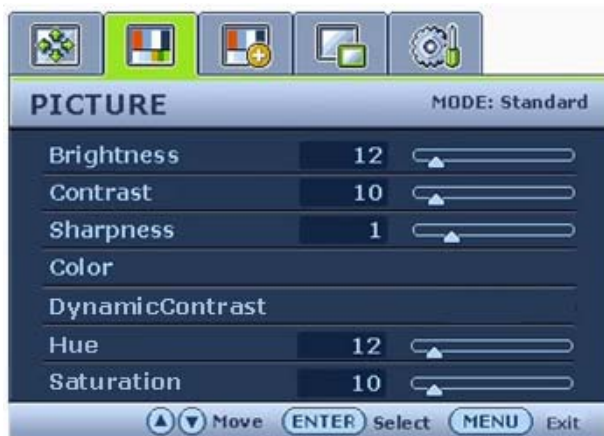 PICTURE MODE: Standard
Brightness 12
Contrast 10
Sharpness 1
Color
DynamicContrast
Hue 12
Saturation 10
Move ENTER Select MENU Exit